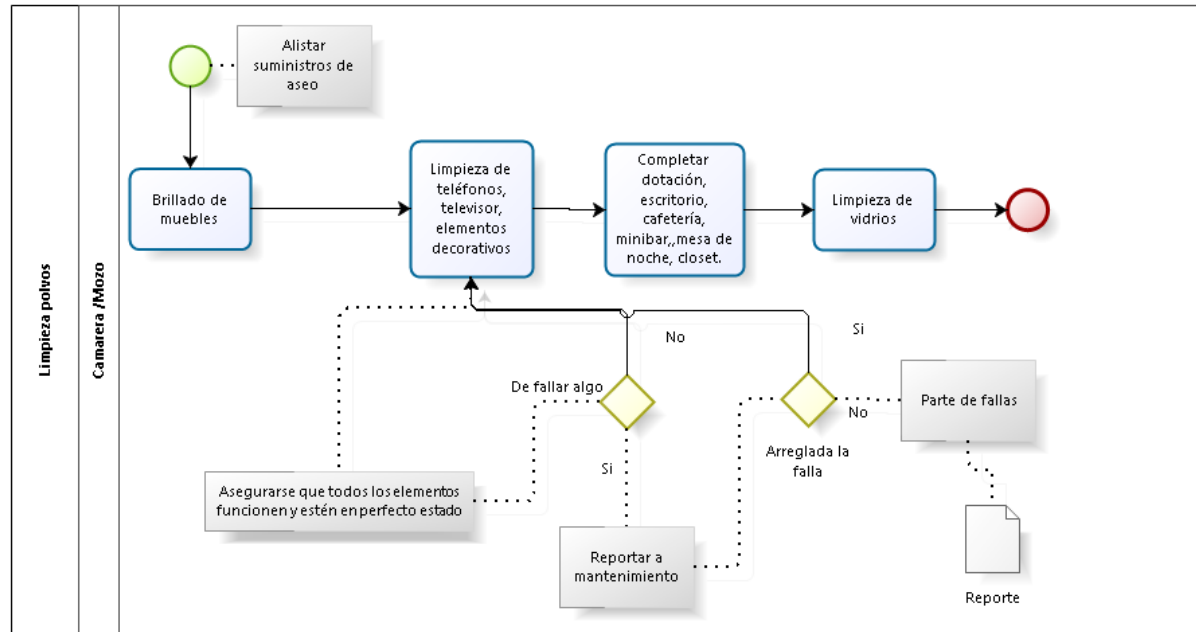 Limpieza polvos
Camarera /Mozo
Alistar
suministros de
aseo
Brillado de
muebles
Limpieza de
teléfonos,
televisor,
elementos
decorativos
Completar
dotación,
escritorio,
cafetería,
minibar,,mesa de
noche, closet.
Limpieza de
vidrios
No
Si
De fallar algo
Parte de fallas
No
Si
Arreglada la
falla
Asegurarse que todos los elementos
funcionen y estén en perfecto estado
Reportar a
mantenimiento
Reporte